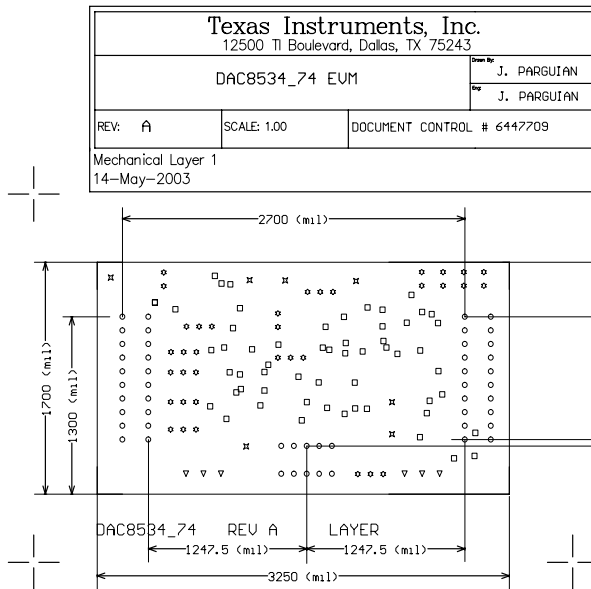 Texas Instruments, Inc.
12500 TI Boulevard, Dallas, TX 75243
DAC8534_74 EVM
Drawn By:
J. PARGUIAN
Eng:
J. PARGUIAN
REV: A
SCALE: 1.00
DOCUMENT CONTROL # 6447709
Mechanical Layer 1
14-May-2003
2700 (mil)
1700 (mil)
1300 (mil)
DAC8534_74 REV A LAYER
1247.5 (mil)
1247.5 (mil)
3250 (mil)